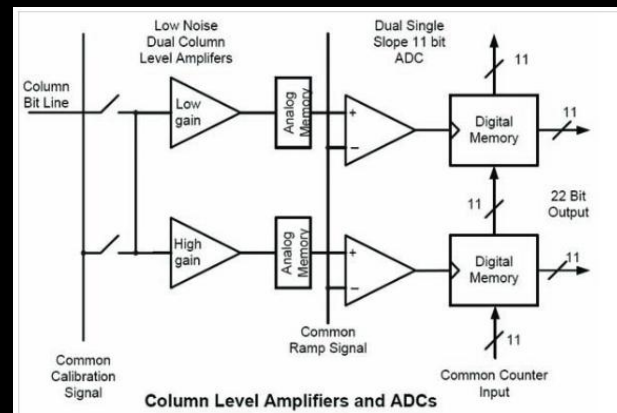 Low Noise
Dual Column
Level Amplifers
Dual Single
Slope 11 bit
ADC
11
Column
Bit Line
Low
gain
Analog
Memory
+
−
Digital
Memory
11
11
22 Bit
Output
High
gain
Analog
Memory
+
−
Digital
Memory
11
11
Common
Calibration
Signal
Common
Ramp Signal
Common Counter
Input
Column Level Amplifiers and ADCs